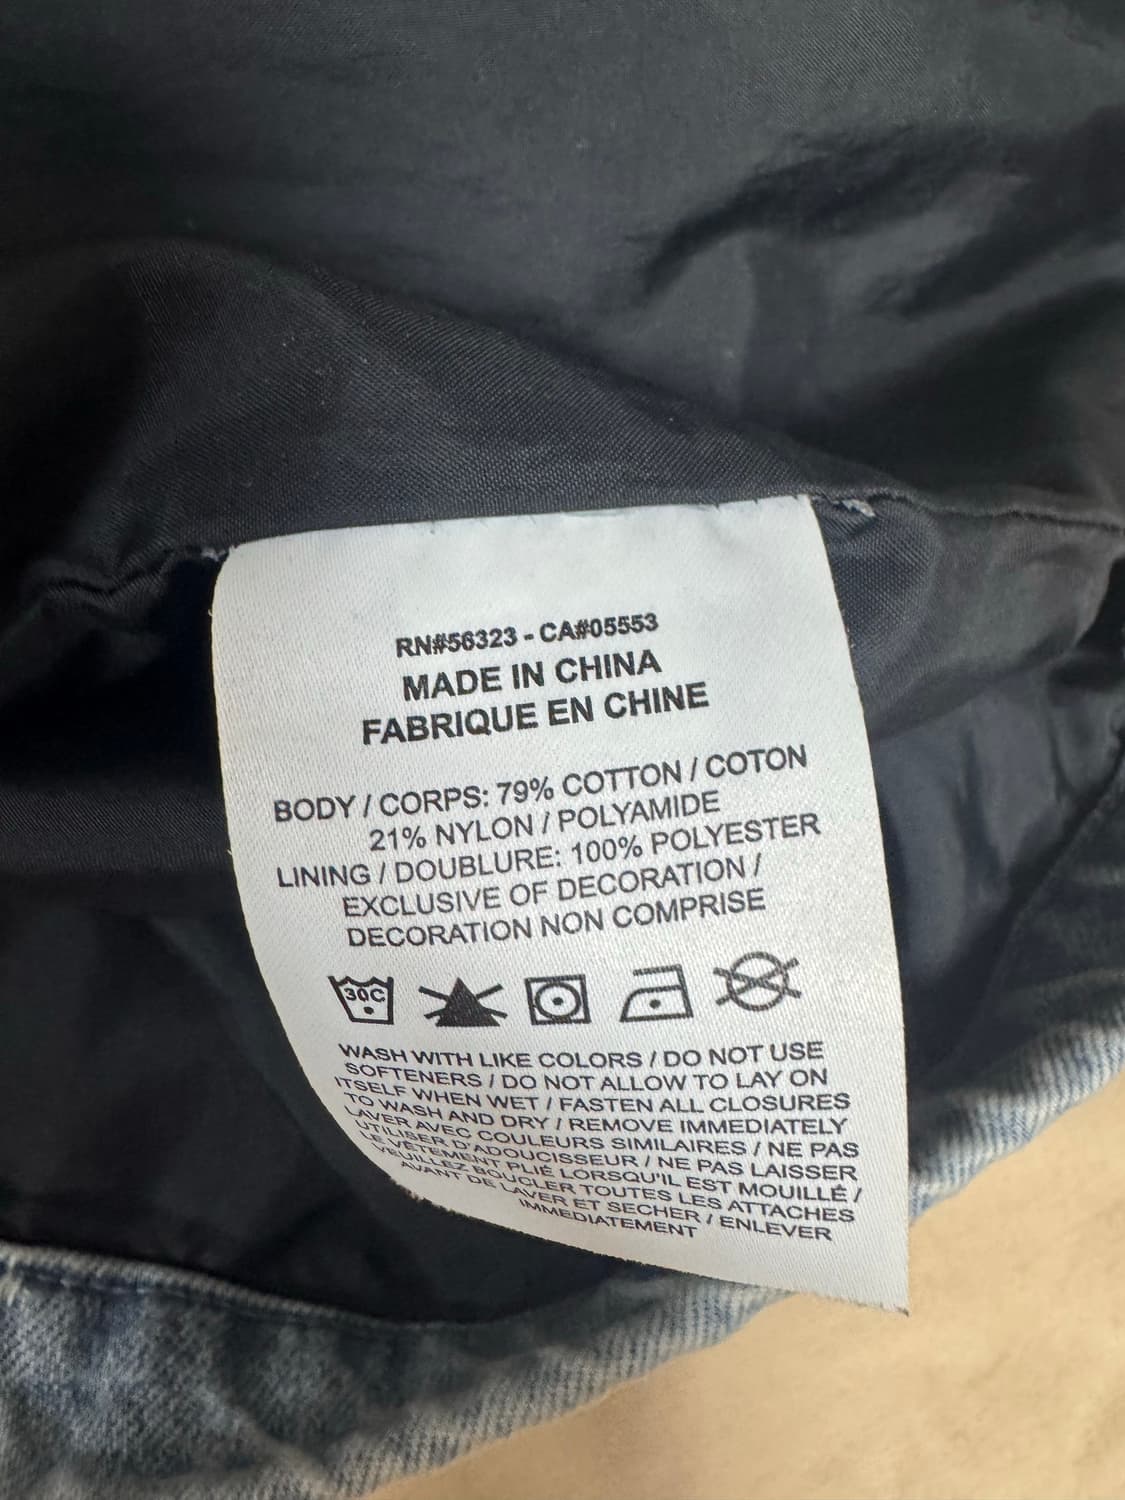 RN#56323 - CA#05553
MADE IN CHINA
FABRIQUE EN CHINE
BODY / CORPS: 79% COTTON / COTON
21% NYLON / POLYAMIDE
LINING / DOUBLURE: 100% POLYESTER
EXCLUSIVE OF DECORATION /
DECORATION NON COMPRISE
30C
WASH WITH LIKE COLORS / DO NOT USE
SOFTENERS / DO NOT ALLOW TO LAY ON
ITSELF WHEN WET / FASTEN ALL CLOSURES
TO WASH AND DRY / REMOVE IMMEDIATELY
LAVER AVEC COULEURS SIMILAIRES / NE PAS
UTILISER D'ADOUCISSEUR / NE PAS LAISSER
LE VÊTEMENT PLIÉ LORSQU'IL EST MOUILLÉ /
VEUILLEZ BOUCLER TOUTES LES ATTACHES
AVANT DE LAVER ET SECHER / ENLEVER
IMMEDIATEMENT